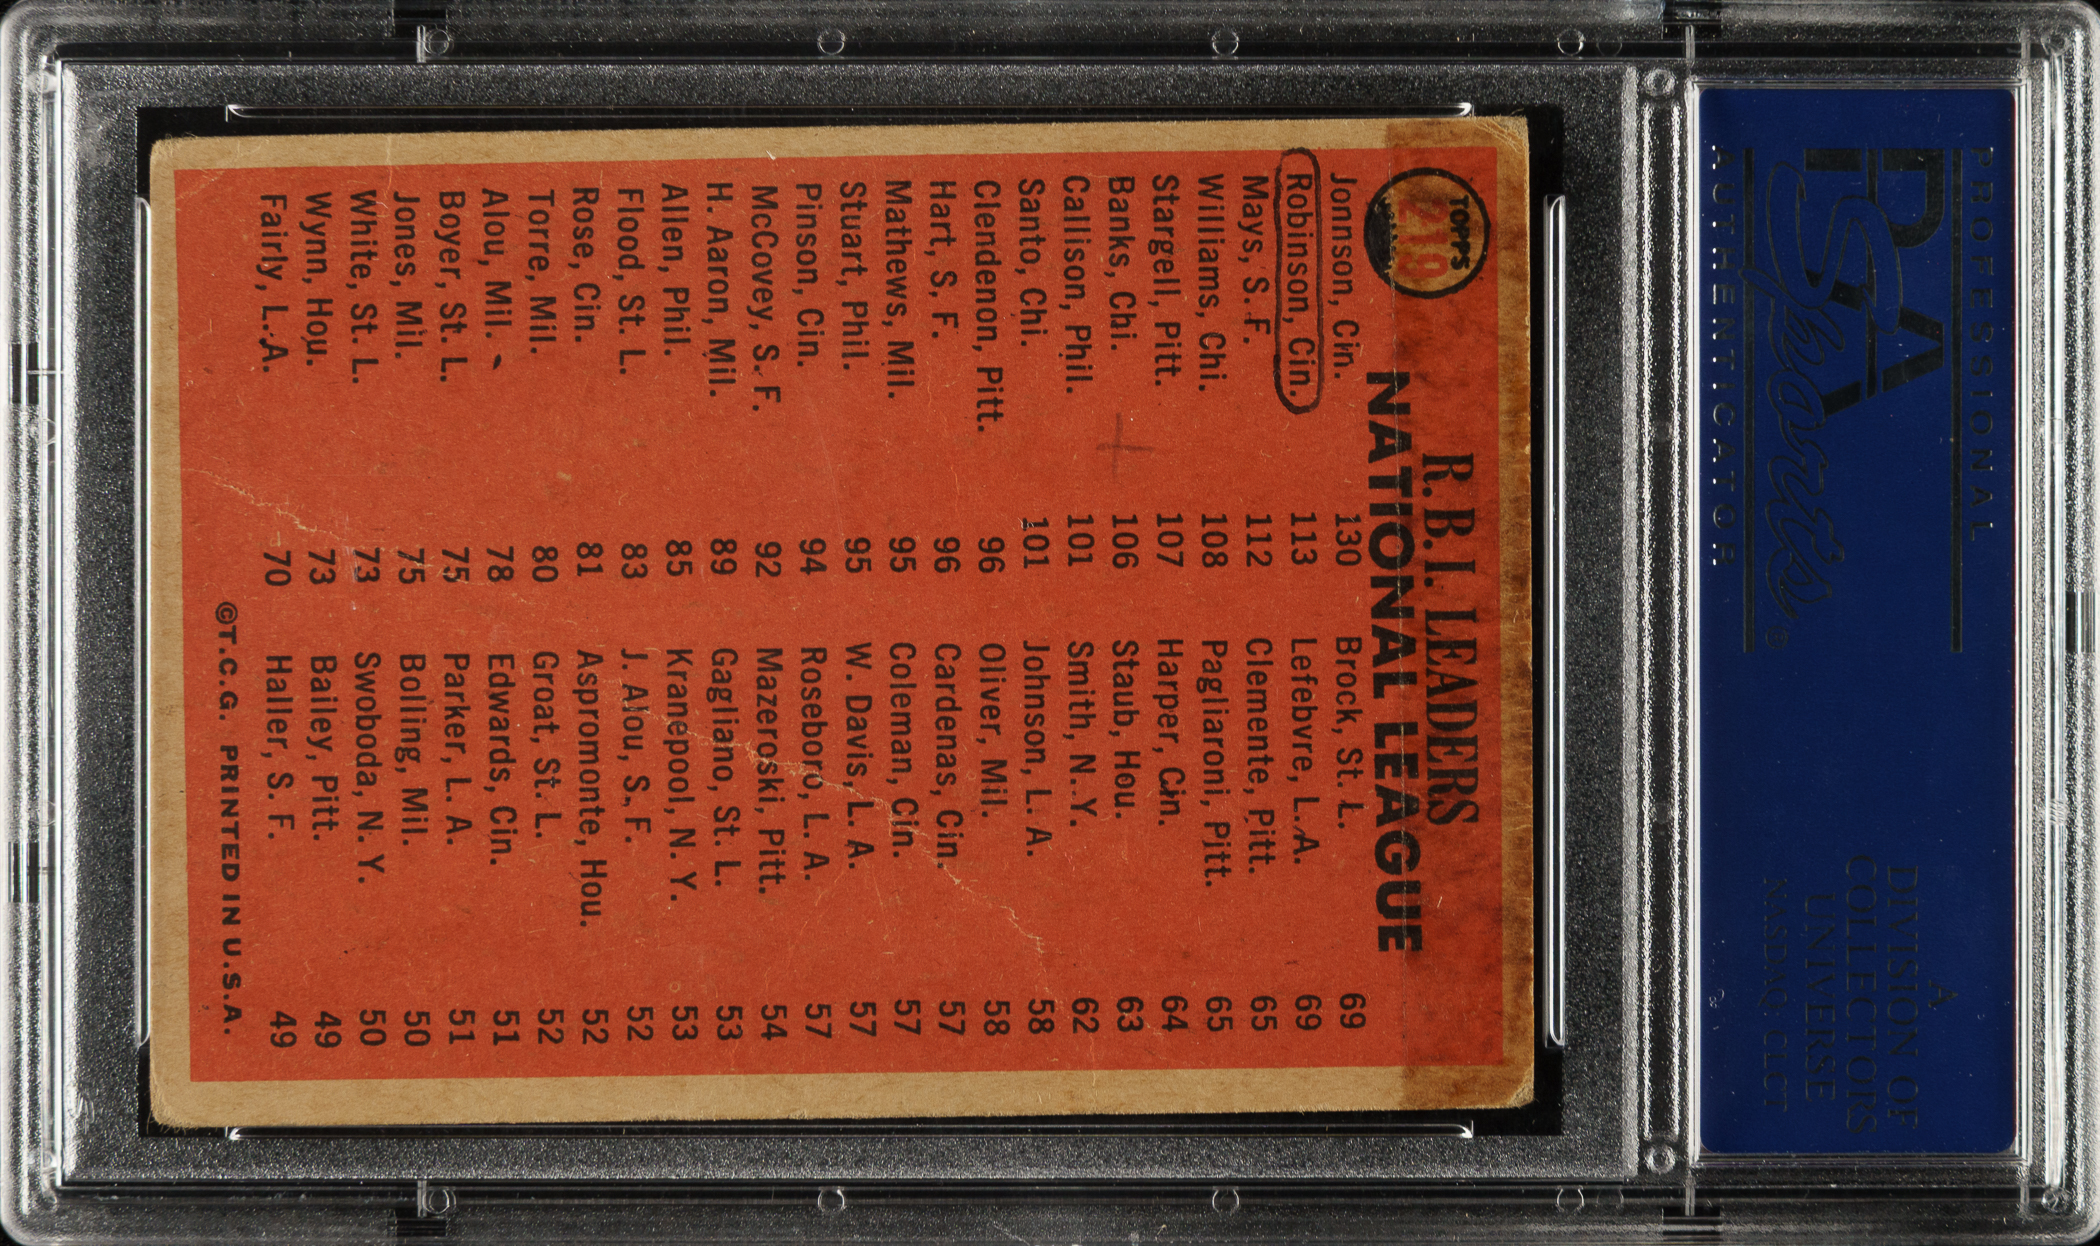 PROFESSIONAL
PSA
AUTHENTICATOR
A
DIVISION OF
COLLECTORS
UNIVERSE
NASDAQ: CLCT
TOPPS
219
R. B. I. LEADERS
NATIONAL LEAGUE
Johnson, Cin. 130 Brock, St. L. 69
Robinson, Cin. 113 Lefebvre, L.A. 69
Mays, S. F. 112 Clemente, Pitt. 65
Williams, Chi. 108 Pagliaroni, Pitt. 65
Stargell, Pitt. 107 Harper, Cin. 64
Banks, Chi. 106 Staub, Hou. 63
Callison, Phil. 101 Smith, N. Y. 62
Santo, Chi. 101 Johnson, L. A. 58
Clendenon, Pitt. 96 Oliver, Mil. 58
Hart, S. F. 96 Cardenas, Cin. 57
Mathews, Mil. 95 Coleman, Cin. 57
Stuart, Phil. 95 W. Davis, L. A. 57
Pinson, Cin. 94 Roseboro, L. A. 57
McCovey, S. F. 92 Mazeroski, Pitt. 54
H. Aaron, Mil. 89 Gagliano, St. L. 53
Allen, Phil. 85 Kranepool, N. Y. 53
Flood, St. L. 83 J. Alou, S. F. 52
Rose, Cin. 81 Aspromonte, Hou. 52
Torre, Mil. 80 Groat, St. L. 52
Alou, Mil. 78 Edwards, Cin. 51
Boyer, St. L. 75 Parker, L. A. 51
Jones, Mil. 75 Bolling, Mil. 50
White, St. L. 73 Swoboda, N. Y. 50
Wynn, Hou. 73 Bailey, Pitt. 49
Fairly, L.A. 70 Haller, S. F. 49
©T.C.G. PRINTED IN U.S.A.